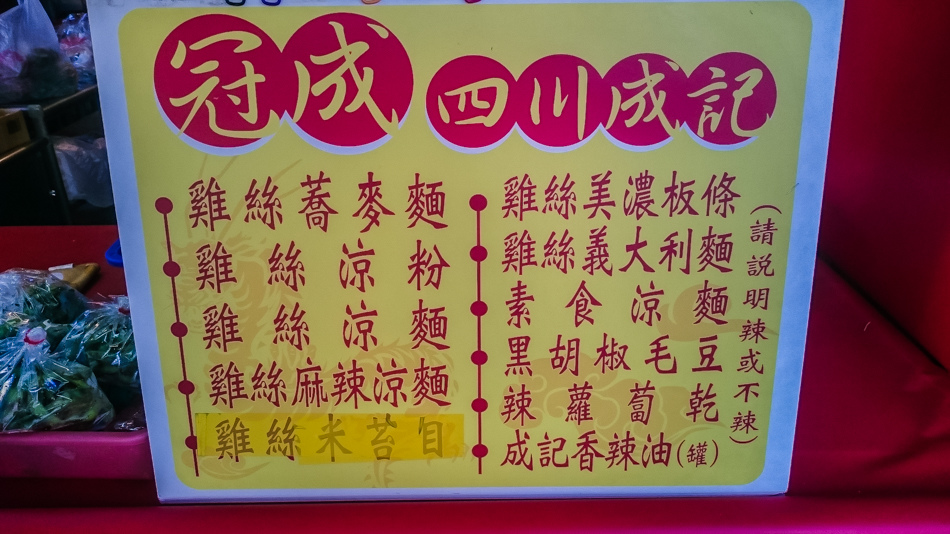 冠成 四川成記
雞絲蕎麥麵
雞絲涼粉
雞絲涼麵
雞絲麻辣涼麵
雞絲米苔目
雞絲美濃板條
雞絲義大利麵
素食涼麵
黑胡椒毛豆
辣蘿蔔乾
成記香辣油(罐)
(請說明辣或不辣)